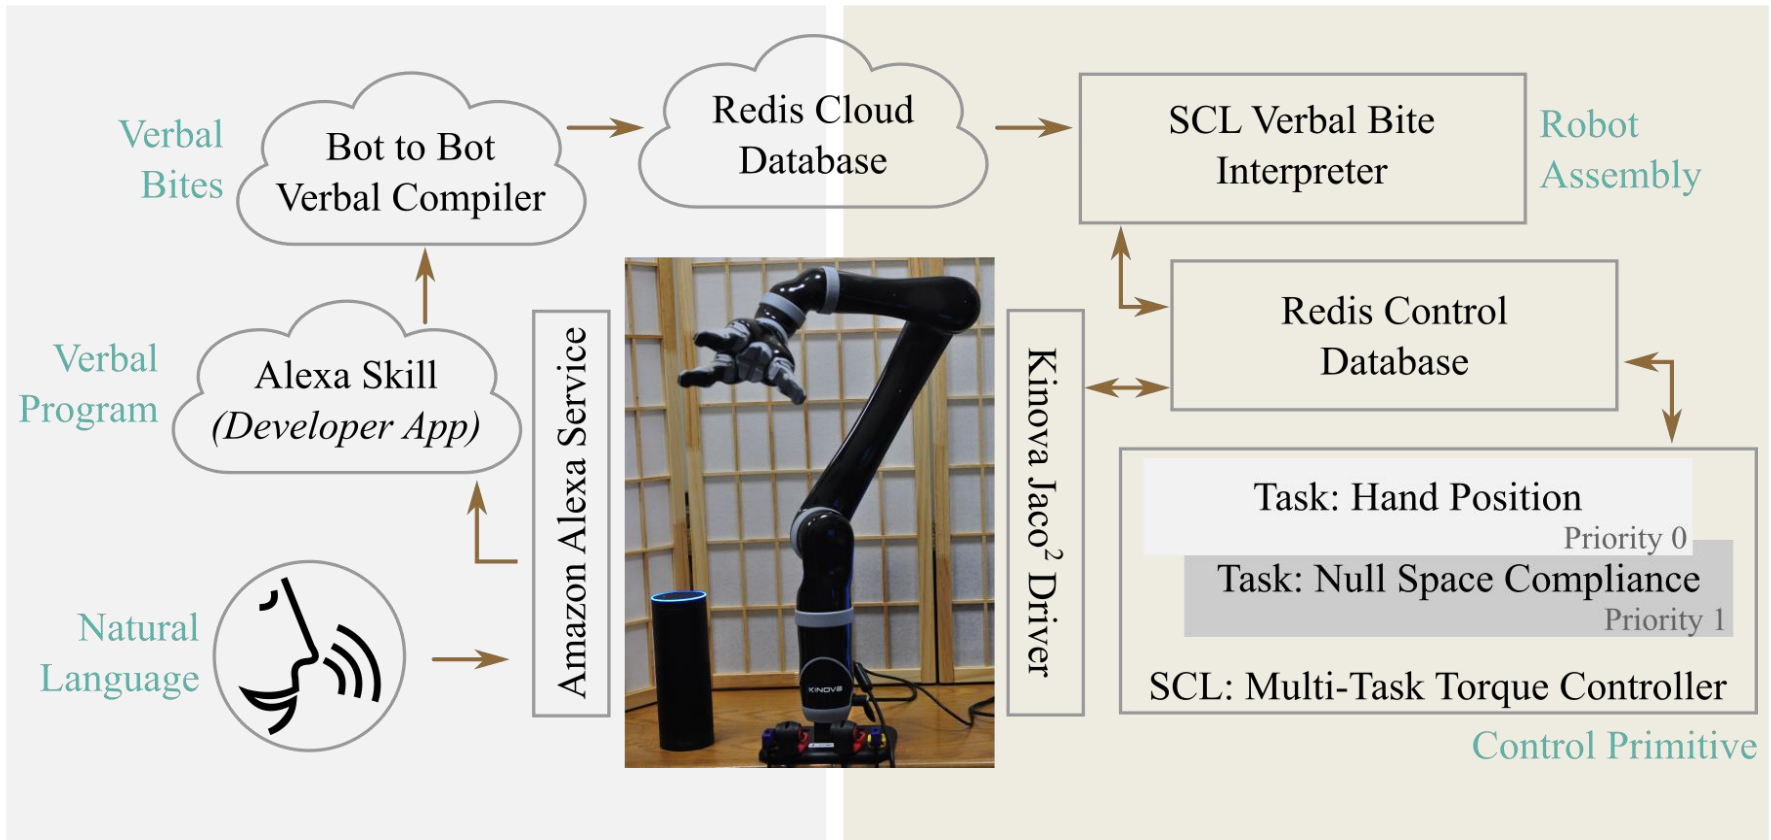 Verbal
Bites
Bot to Bot
Verbal Compiler
Redis Cloud
Database
SCL Verbal Bite
Interpreter
Robot
Assembly
Verbal
Program
Alexa Skill
(Developer App)
Amazon Alexa Service
KINOVA
Kinova Jaco² Driver
Redis Control
Database
Natural
Language
Task: Hand Position
Priority 0
Task: Null Space Compliance
Priority 1
SCL: Multi-Task Torque Controller
Control Primitive